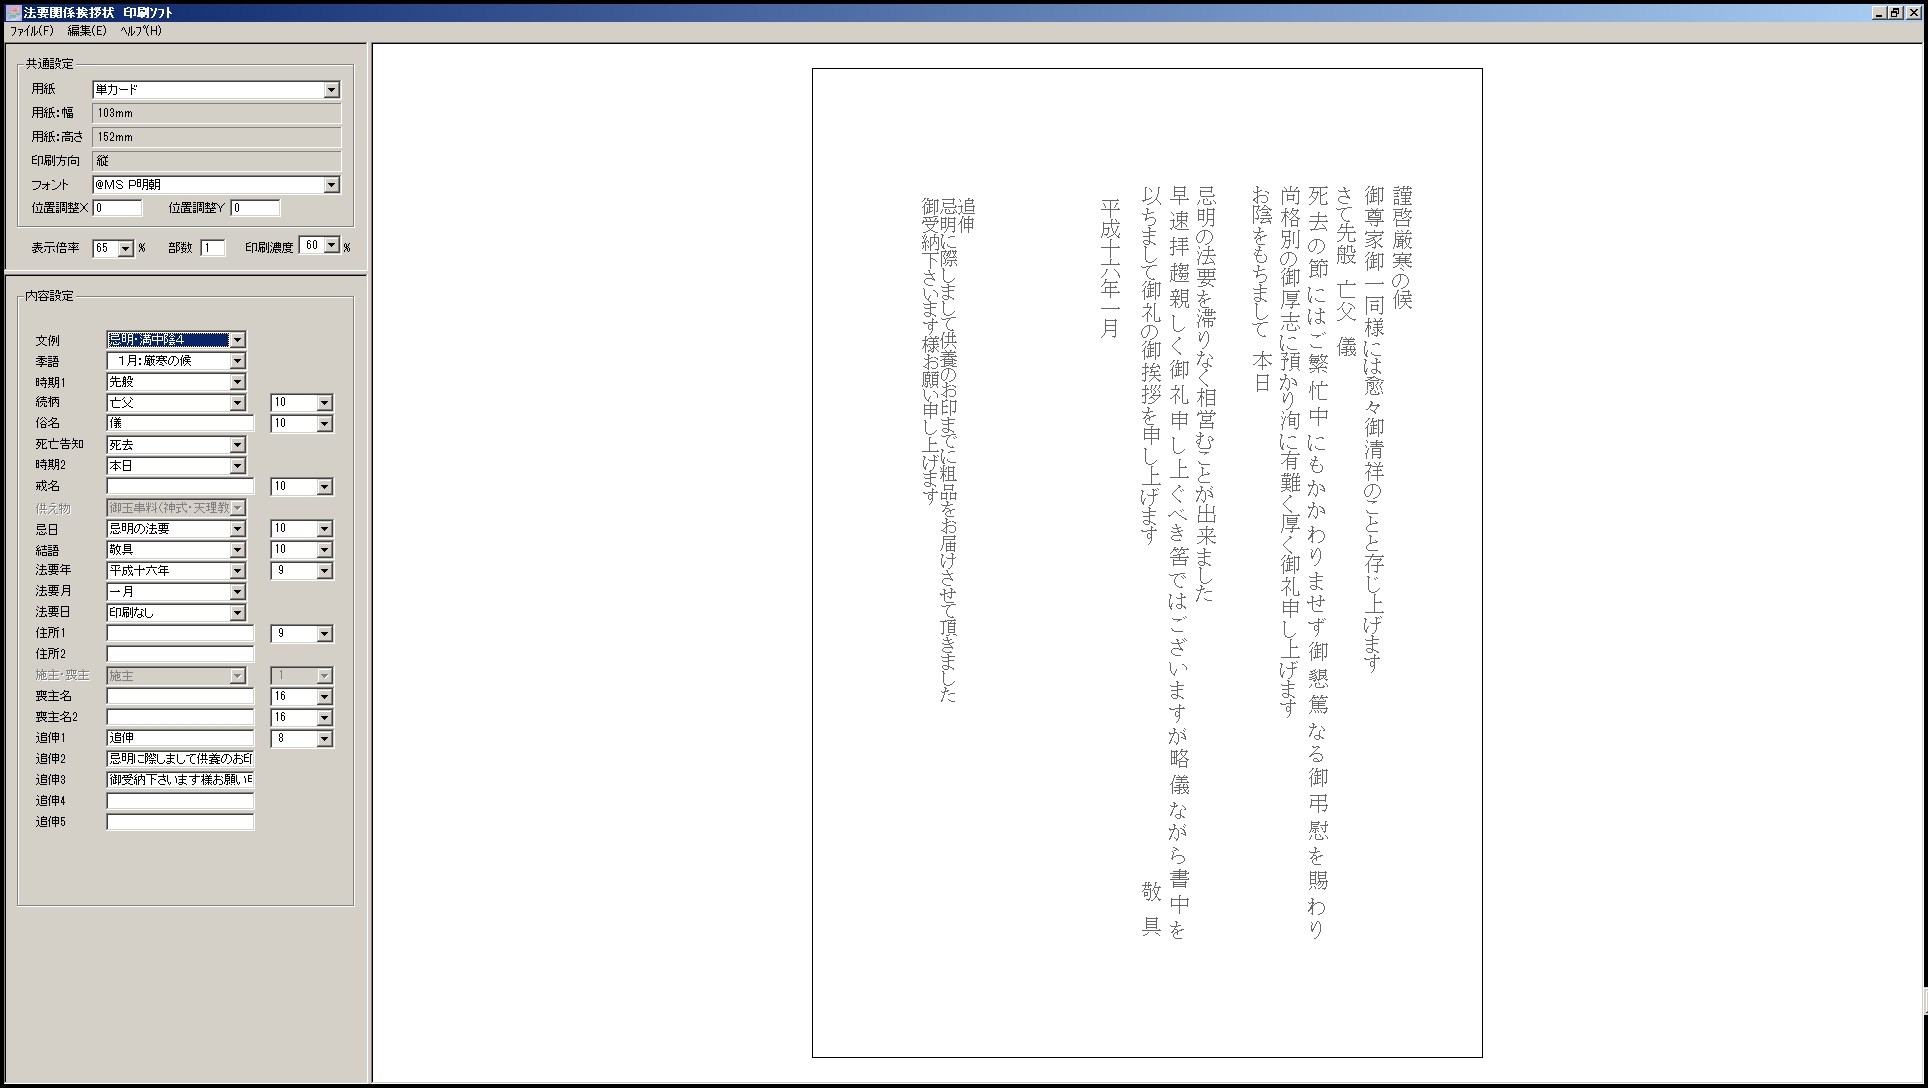 法要関係挨拶状 印刷ソフト
ファイル(F) 編集(E) ヘルプ(H)
共通設定
用紙 単カード
用紙:幅 103mm
用紙:高さ 152mm
印刷方向 縦
フォント @MS P明朝
位置調整X 0 位置調整Y 0
表示倍率 65 % 部数 1 印刷濃度 60 %
内容設定
文例 忌明・満中陰4
季語 1月:厳寒の候
時期1 先般
続柄 亡父 10
俗名 儀 10
死亡告知 死去
時期2 本日
戒名 10
供え物 御玉串料(神式・天理教
忌日 忌明の法要 10
結語 敬具 10
法要年 平成十六年 9
法要月 一月
法要日 印刷なし
住所1 9
住所2
施主・喪主 施主 1
喪主名 16
喪主名2 16
追伸1 追伸 8
追伸2 忌明に際しまして供養のお印
追伸3 御受納下さいます様お願い
追伸4
追伸5
謹啓厳寒の候
御尊家御一同様には愈々御清祥のことと存じ上げます
さて先般 亡父 儀
死去の節にはご繁忙中にもかかわりませず御懇篤なる御弔慰を賜わり
尚格別の御厚志に預かり洵に有難く厚く御礼申し上げます
お陰をもちまして 本日
忌明の法要を滞りなく相営むことが出来ました
早速拝趨親しく御礼申し上ぐべき筈ではございますが略儀ながら書中を
以ちまして御礼の御挨拶を申し上げます 敬具
平成十六年一月
追伸
忌明に際しまして供養のお印までに粗品をお届けさせて頂きました
御受納下さいます様お願い申し上げます